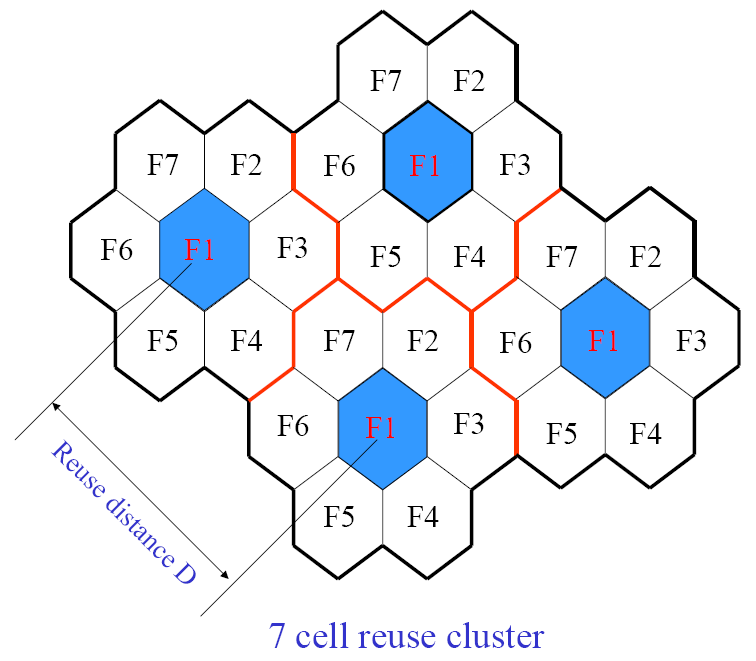 F7 F2
F6 F1 F3
F7 F2
F5 F4
F6 F1 F3
F7 F2
F5 F4
F7 F2
F6 F1 F3
F6 F1 F3
F5 F4
F5 F4
Reuse distance D
7 cell reuse cluster